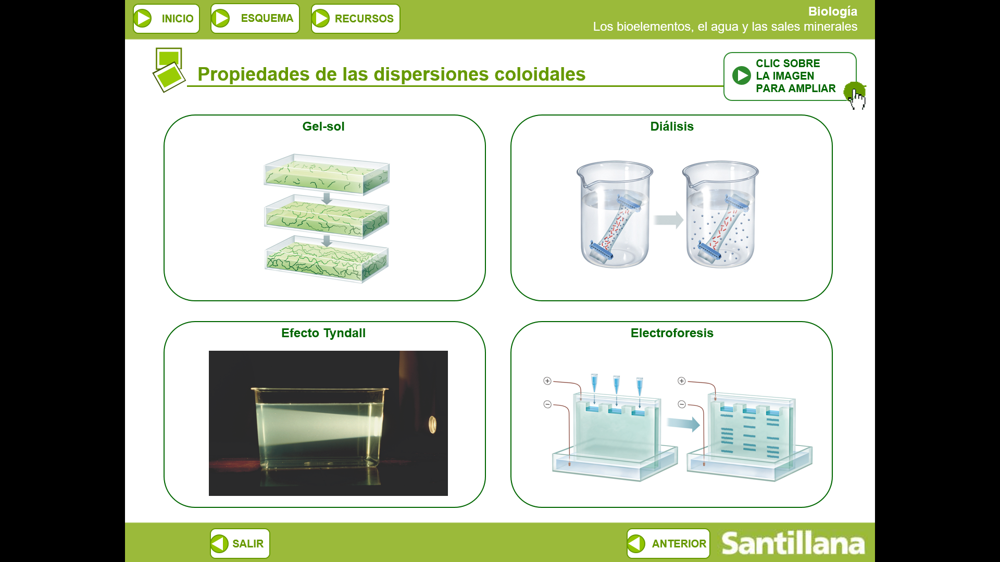 INICIO
ESQUEMA
RECURSOS
Biología
Los bioelementos, el agua y las sales minerales
Propiedades de las dispersiones coloidales
CLIC SOBRE
LA IMAGEN
PARA AMPLIAR
Gel-sol
Diálisis
Efecto Tyndall
Electroforesis
+
−
+
−
SALIR
ANTERIOR
Santillana